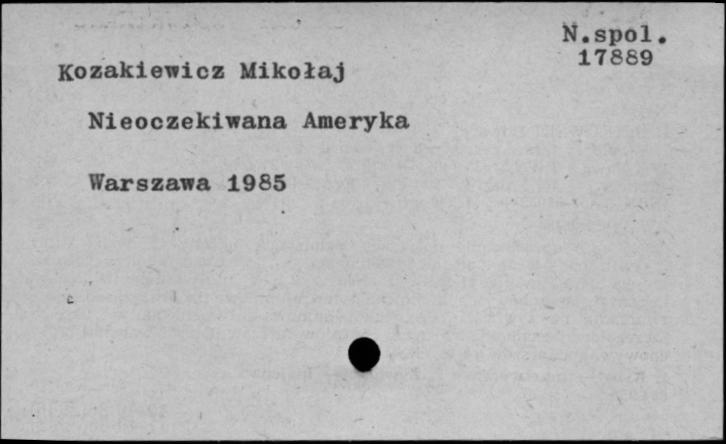 N.spol.
17889
Kozakiewicz Mikołaj
Nieoczekiwana Ameryka
Warszawa 1985